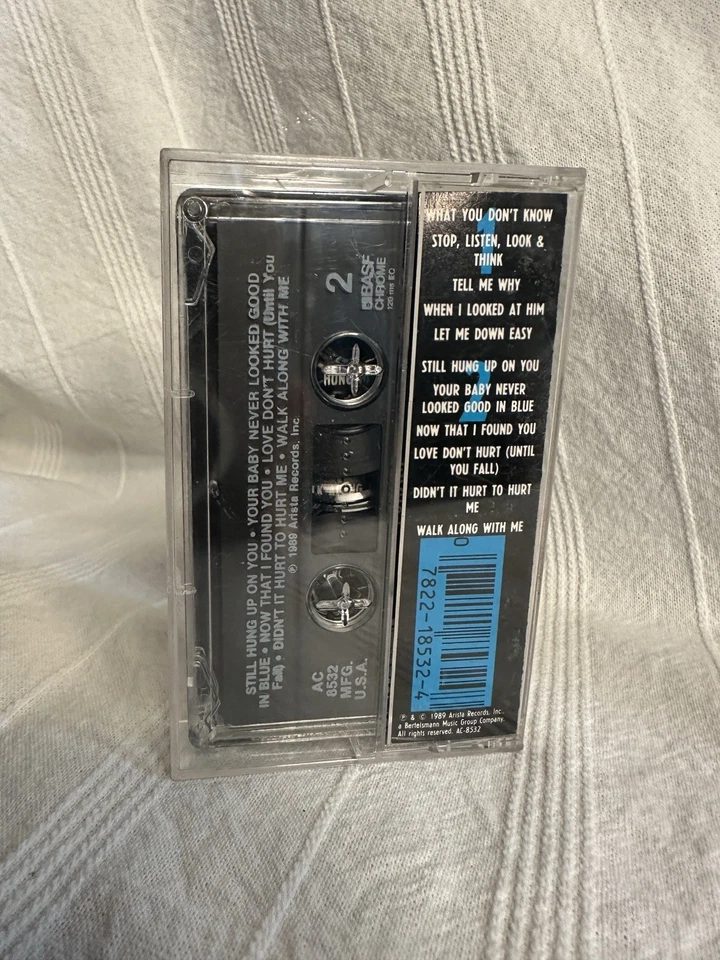 STILL HUNG UP ON YOU • YOUR BABY NEVER LOOKED GOOD
IN BLUE • NOW THAT I FOUND YOU • LOVE DON'T HURT (Until You
Fall) • DIDN'T IT HURT TO HURT ME • WALK ALONG WITH ME
℗ 1989 Arista Records, Inc.
2
BASF
CHROME
AC
8532
MFG.
U.S.A.
HUNG
1
WHAT YOU DON'T KNOW
STOP, LISTEN, LOOK &
THINK
TELL ME WHY
WHEN I LOOKED AT HIM
LET ME DOWN EASY
2
STILL HUNG UP ON YOU
YOUR BABY NEVER
LOOKED GOOD IN BLUE
NOW THAT I FOUND YOU
LOVE DON'T HURT (UNTIL
YOU FALL)
DIDN'T IT HURT TO HURT
ME
WALK ALONG WITH ME
0
7822-18532-4
℗ & © 1989 Arista Records, Inc.,
a Bertelsmann Music Group Company.
All rights reserved. AC-8532